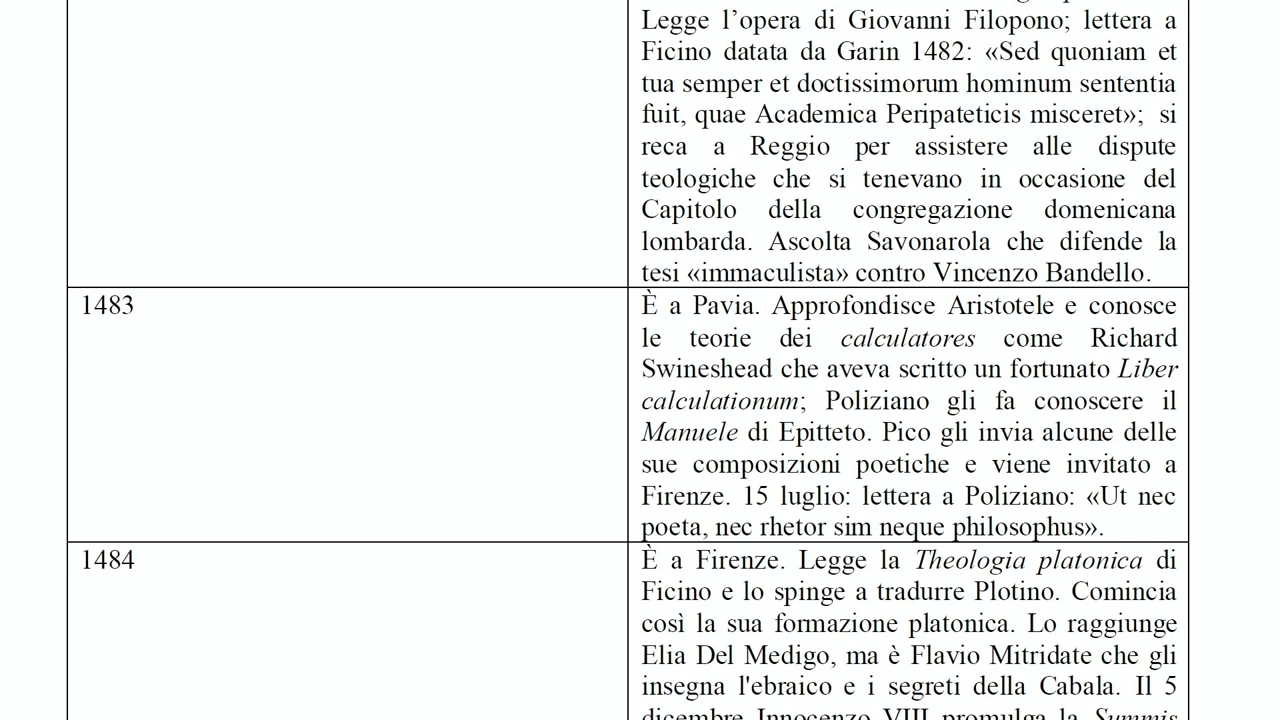 Legge l’opera di Giovanni Filopono; lettera a
Ficino datata da Garin 1482: «Sed quoniam et
tua semper et doctissimorum hominum sententia
fuit, quae Academica Peripateticis misceret»; si
reca a Reggio per assistere alle dispute
teologiche che si tenevano in occasione del
Capitolo della congregazione domenicana
lombarda. Ascolta Savonarola che difende la
tesi «immaculista» contro Vincenzo Bandello.
1483
È a Pavia. Approfondisce Aristotele e conosce
le teorie dei calculatores come Richard
Swineshead che aveva scritto un fortunato Liber
calculationum; Poliziano gli fa conoscere il
Manuele di Epitteto. Pico gli invia alcune delle
sue composizioni poetiche e viene invitato a
Firenze. 15 luglio: lettera a Poliziano: «Ut nec
poeta, nec rhetor sim neque philosophus».
1484
È a Firenze. Legge la Theologia platonica di
Ficino e lo spinge a tradurre Plotino. Comincia
così la sua formazione platonica. Lo raggiunge
Elia Del Medigo, ma è Flavio Mitridate che gli
insegna l'ebraico e i segreti della Cabala. Il 5
dicembre Innocenzo VIII promulga la Summis